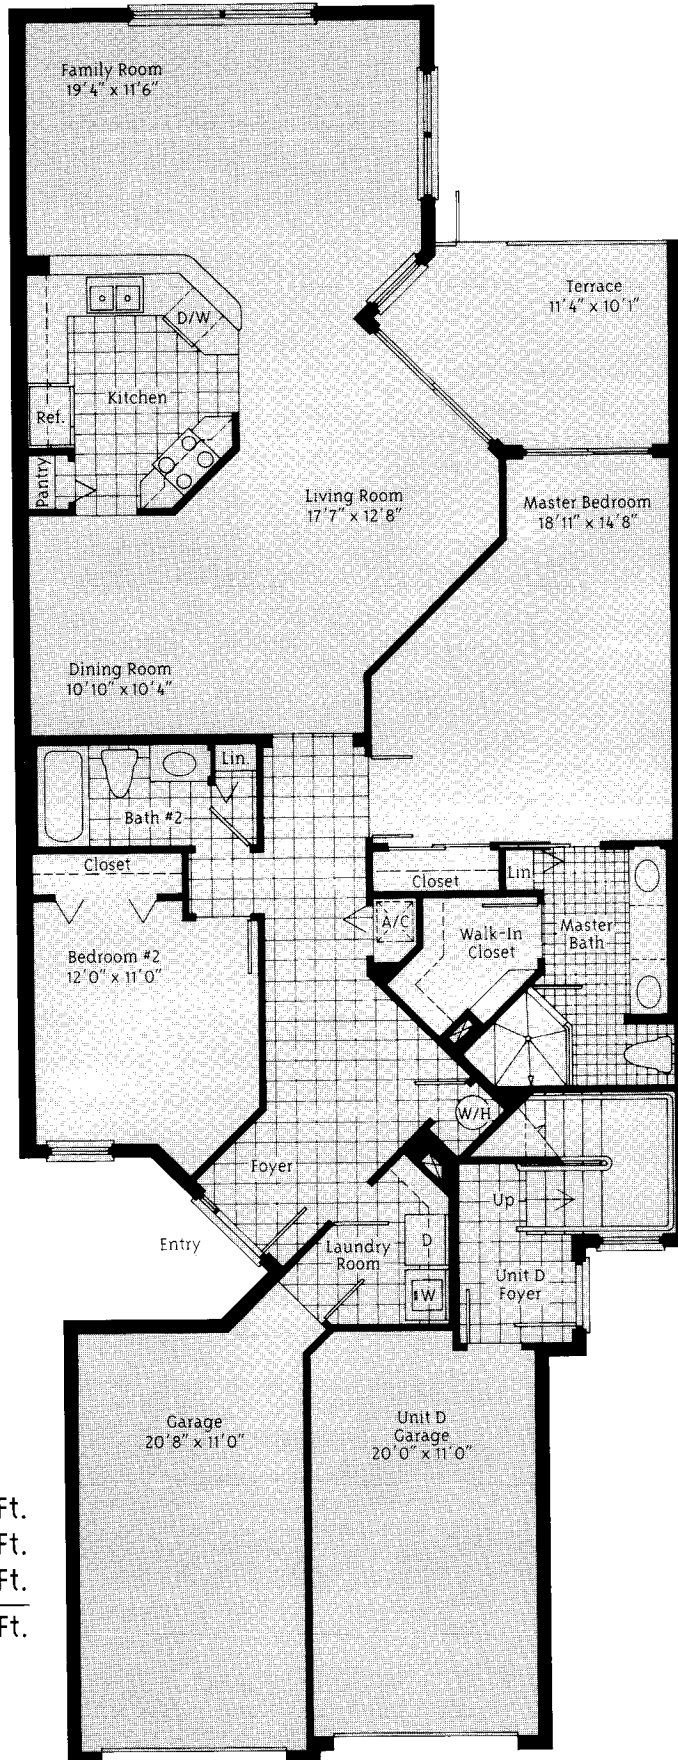 Family Room
19'4" x 11'6"
Terrace
11'4" x 10'1"
D/W
Kitchen
Ref.
Pantry
Living Room
17'7" x 12'8"
Master Bedroom
18'11" x 14'8"
Dining Room
10'10" x 10'4"
Lin.
Bath #2
Closet
Closet
Lin.
A/C
Walk-In
Closet
Master
Bath
Bedroom #2
12'0" x 11'0"
W/H
Foyer
Up
Entry
Laundry
Room
D
W
Unit D
Foyer
Garage
20'8" x 11'0"
Unit D
Garage
20'0" x 11'0"
Ft.
Ft.
Ft.
Ft.